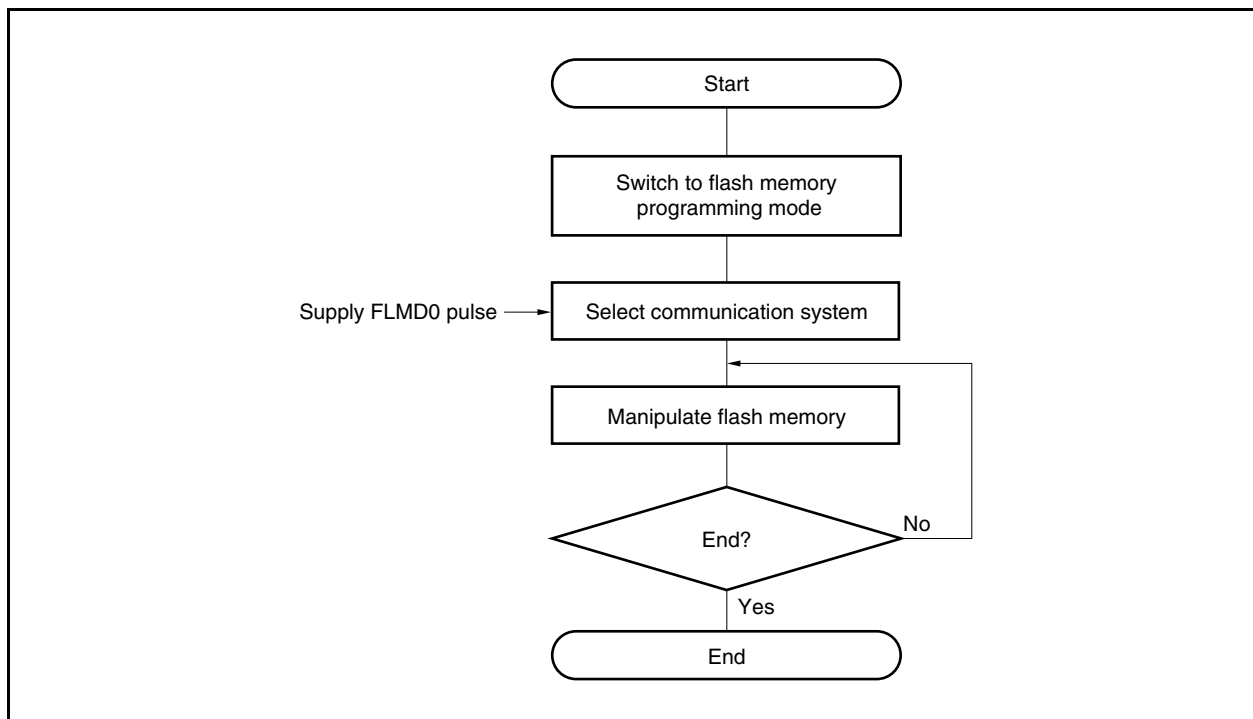 Start
Switch to flash memory
programming mode
Supply FLMD0 pulse
Select communication system
Manipulate flash memory
End?
No
Yes
End